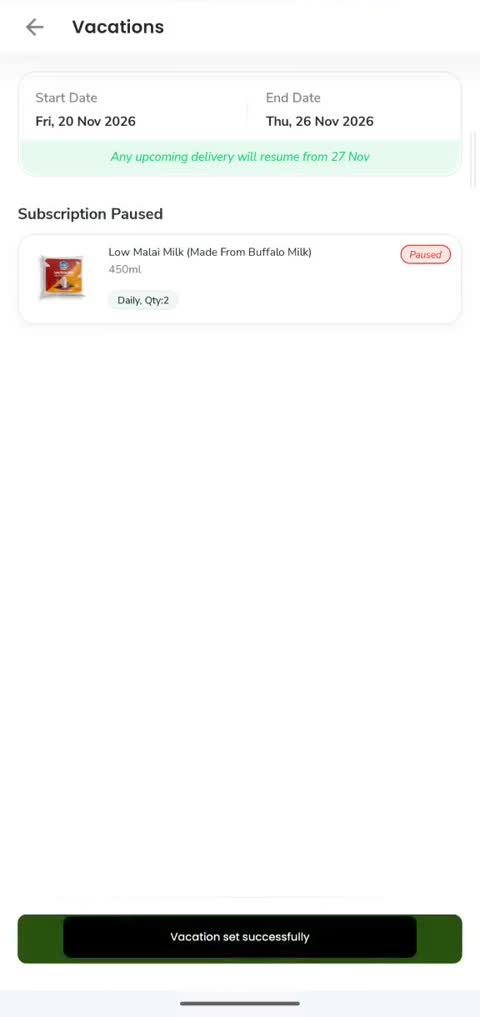 Vacations
Start Date
End Date
Fri, 20 Nov 2026
Thu, 26 Nov 2026
Any upcoming delivery will resume from 27 Nov
Subscription Paused
Low Malai Milk (Made From Buffalo Milk)
Paused
450ml
Daily, Qty:2
Vacation set successfully